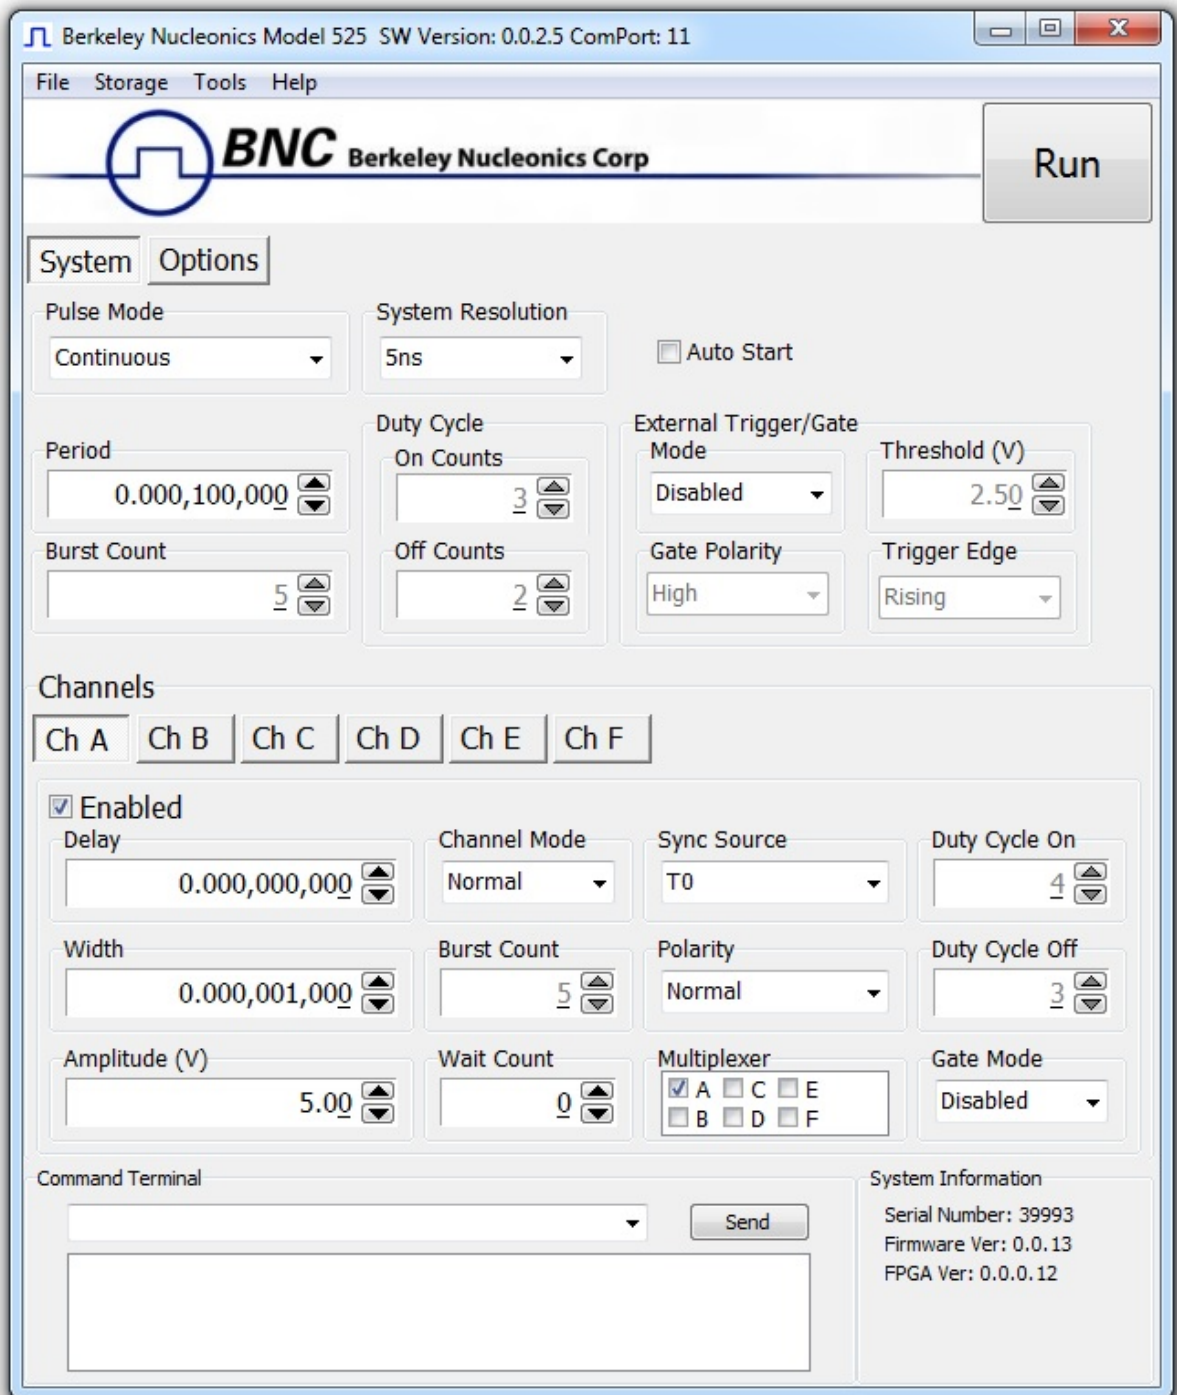 Berkeley Nucleonics Model 525 SW Version: 0.0.2.5 ComPort: 11
X
File Storage Tools Help
BNC Berkeley Nucleonics Corp
Run
System Options
Pulse Mode System Resolution
Continuous 5ns
Auto Start
Duty Cycle External Trigger/Gate
Period On Counts Mode Threshold (V)
0.000,100,000 3 Disabled 2.50
Burst Count Off Counts Gate Polarity Trigger Edge
5 2 High Rising
Channels
Ch A Ch B Ch C Ch D Ch E Ch F
Enabled
Delay Channel Mode Sync Source Duty Cycle On
0.000,000,000 Normal T0 4
Width Burst Count Polarity Duty Cycle Off
0.000,001,000 5 Normal 3
Amplitude (V) Wait Count Multiplexer Gate Mode
5.00 0 A C E Disabled
B D F
Command Terminal System Information
Send Serial Number: 39993
Firmware Ver: 0.0.13
FPGA Ver: 0.0.0.12